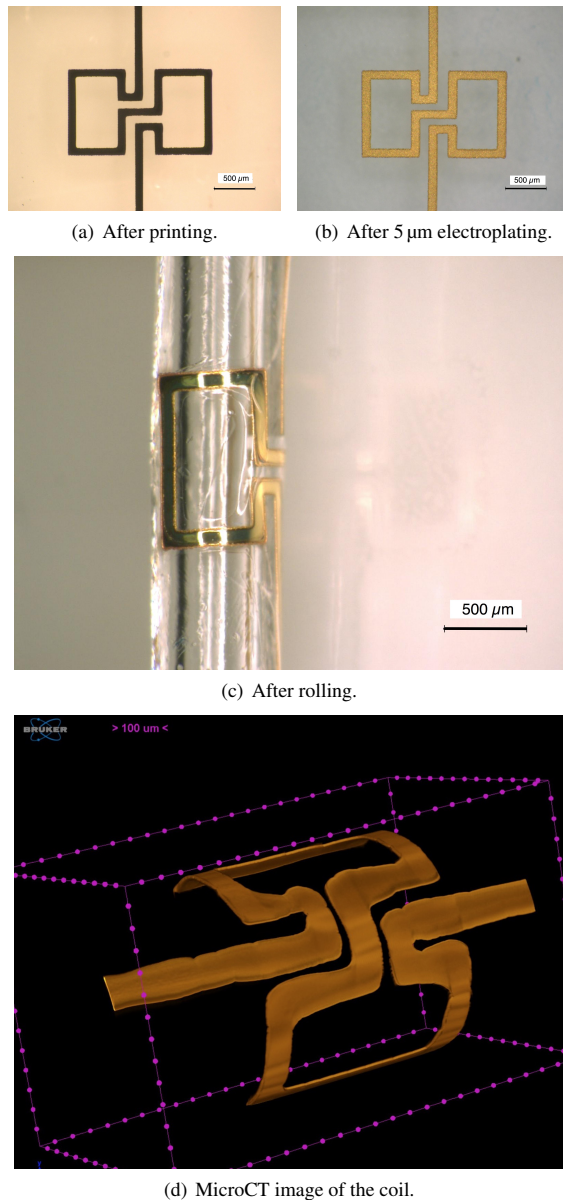 500 µm
500 µm
(a) After printing.
(b) After 5 µm electroplating.
500 µm
(c) After rolling.
BRUKER
> 100 um <
(d) MicroCT image of the coil.